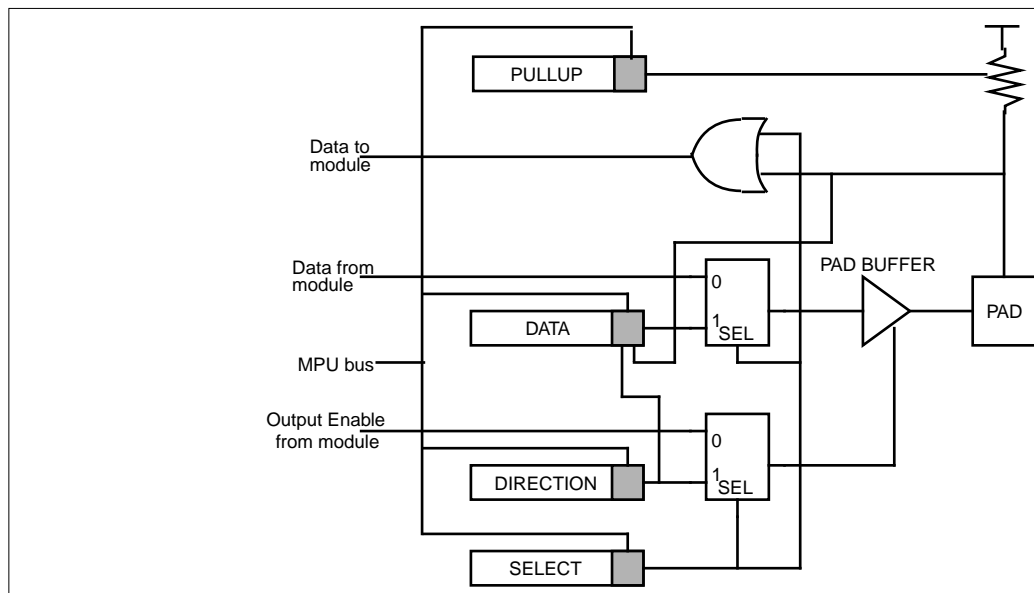 PULLUP
Data to
module
Data from
module
PAD BUFFER
0
DATA
1
SEL
PAD
MPU bus
Output Enable
from module
0
DIRECTION
1
SEL
SELECT